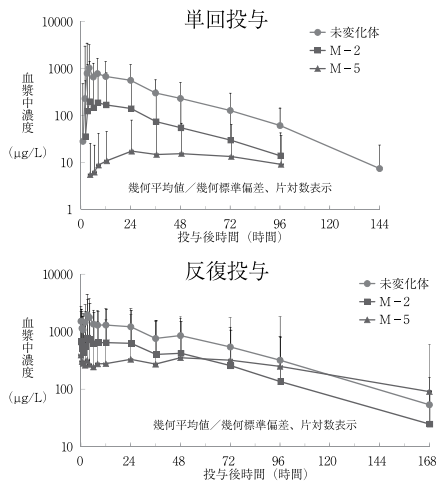 単回投与
血漿中濃度
(μg/L)
10000
1000
100
10
1
未変化体
M－2
M－5
幾何平均値／幾何標準偏差、片対数表示
0 24 48 72 96 120 144
投与後時間（時間）
反復投与
血漿中濃度
(μg/L)
10000
1000
100
10
未変化体
M－2
M－5
幾何平均値／幾何標準偏差、片対数表示
0 24 48 72 96 120 144 168
投与後時間（時間）